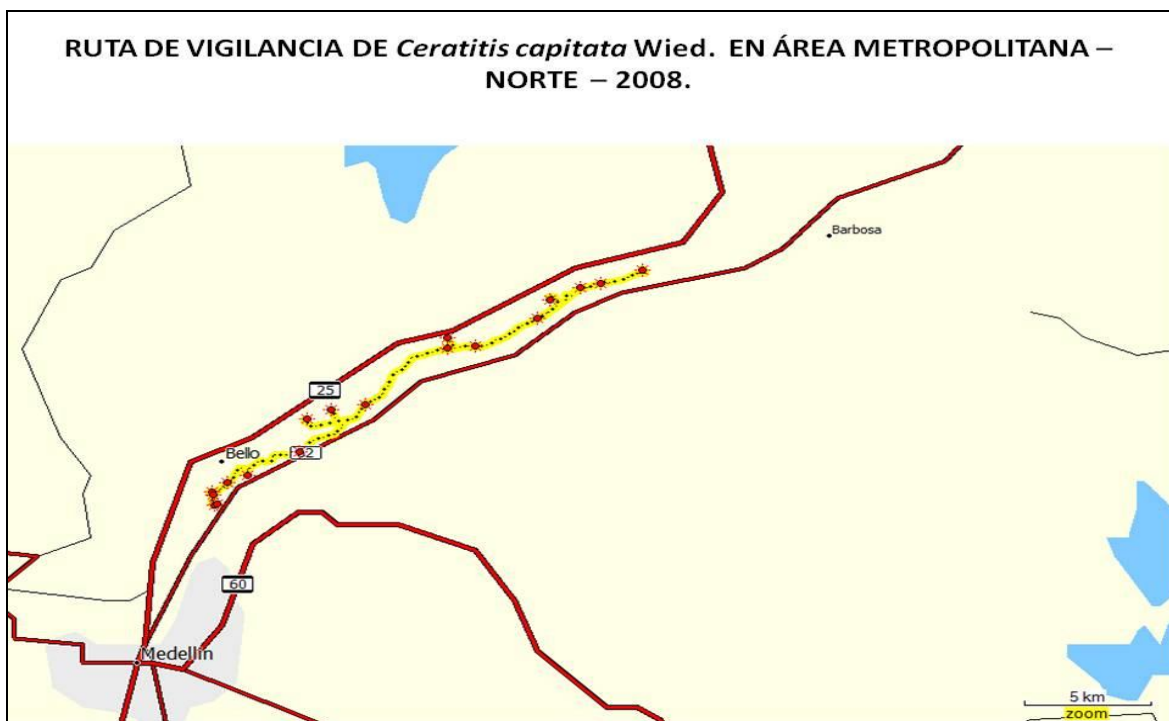 RUTA DE VIGILANCIA DE Ceratitis capitata Wied. EN ÁREA METROPOLITANA –
NORTE – 2008.
Barbosa
25
Bello
60
Medellín
5 km
zoom